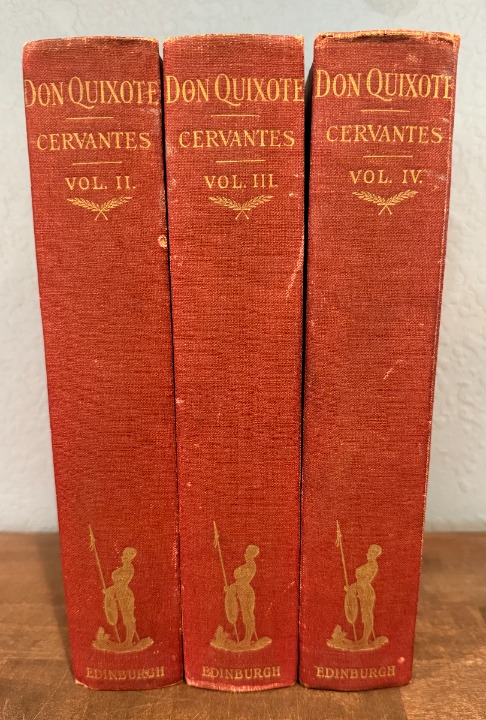 DON QUIXOTE
CERVANTES
VOL. II.
EDINBURGH
DON QUIXOTE
CERVANTES
VOL. III.
EDINBURGH
DON QUIXOTE
CERVANTES
VOL. IV.
EDINBURGH